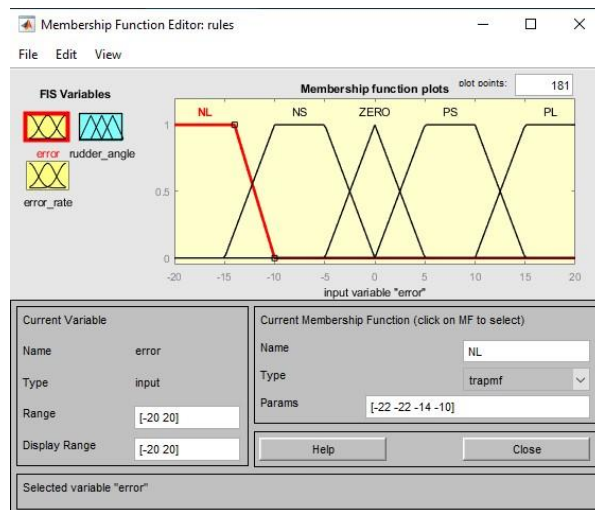 Membership Function Editor: rules
File Edit View
FIS Variables
error rudder_angle
error_rate
Membership function plots plot points: 181
NL NS ZERO PS PL
1
0.5
0
-20 -15 -10 -5 0 5 10 15 20
input variable "error"
Current Variable
Name error
Type input
Range [-20 20]
Display Range [-20 20]
Current Membership Function (click on MF to select)
Name NL
Type trapmf
Params [-22 -22 -14 -10]
Help Close
Selected variable "error"